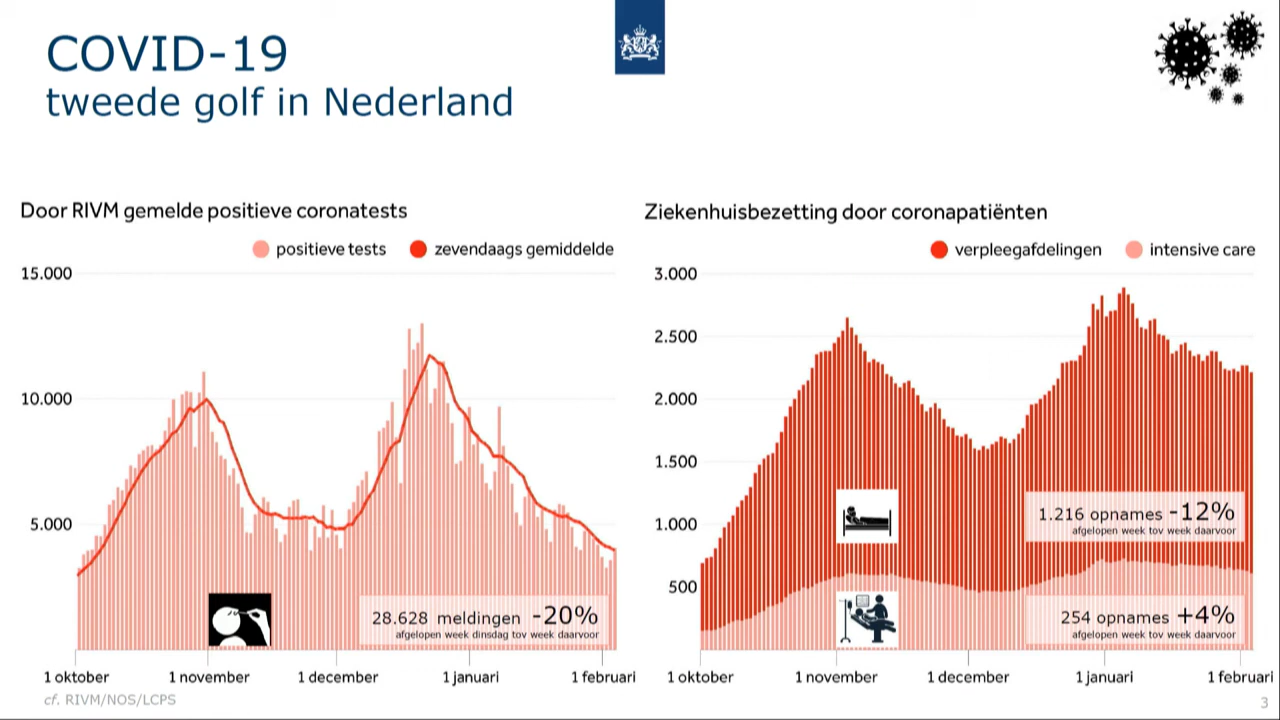 COVID-19
tweede golf in Nederland
Door RIVM gemelde positieve coronatests
positieve tests
zevendaags gemiddelde
15.000
10.000
5.000
28.628 meldingen -20%
afgelopen week dinsdag tov week daarvoor
1 oktober
1 november
1 december
1 januari
1 februari
cf. RIVM/NOS/LCPS
Ziekenhuisbezetting door coronapatiënten
verpleegafdelingen
intensive care
3.000
2.500
2.000
1.500
1.000
500
1.216 opnames -12%
afgelopen week tov week daarvoor
254 opnames +4%
afgelopen week tov week daarvoor
1 oktober
1 november
1 december
1 januari
1 februari
3